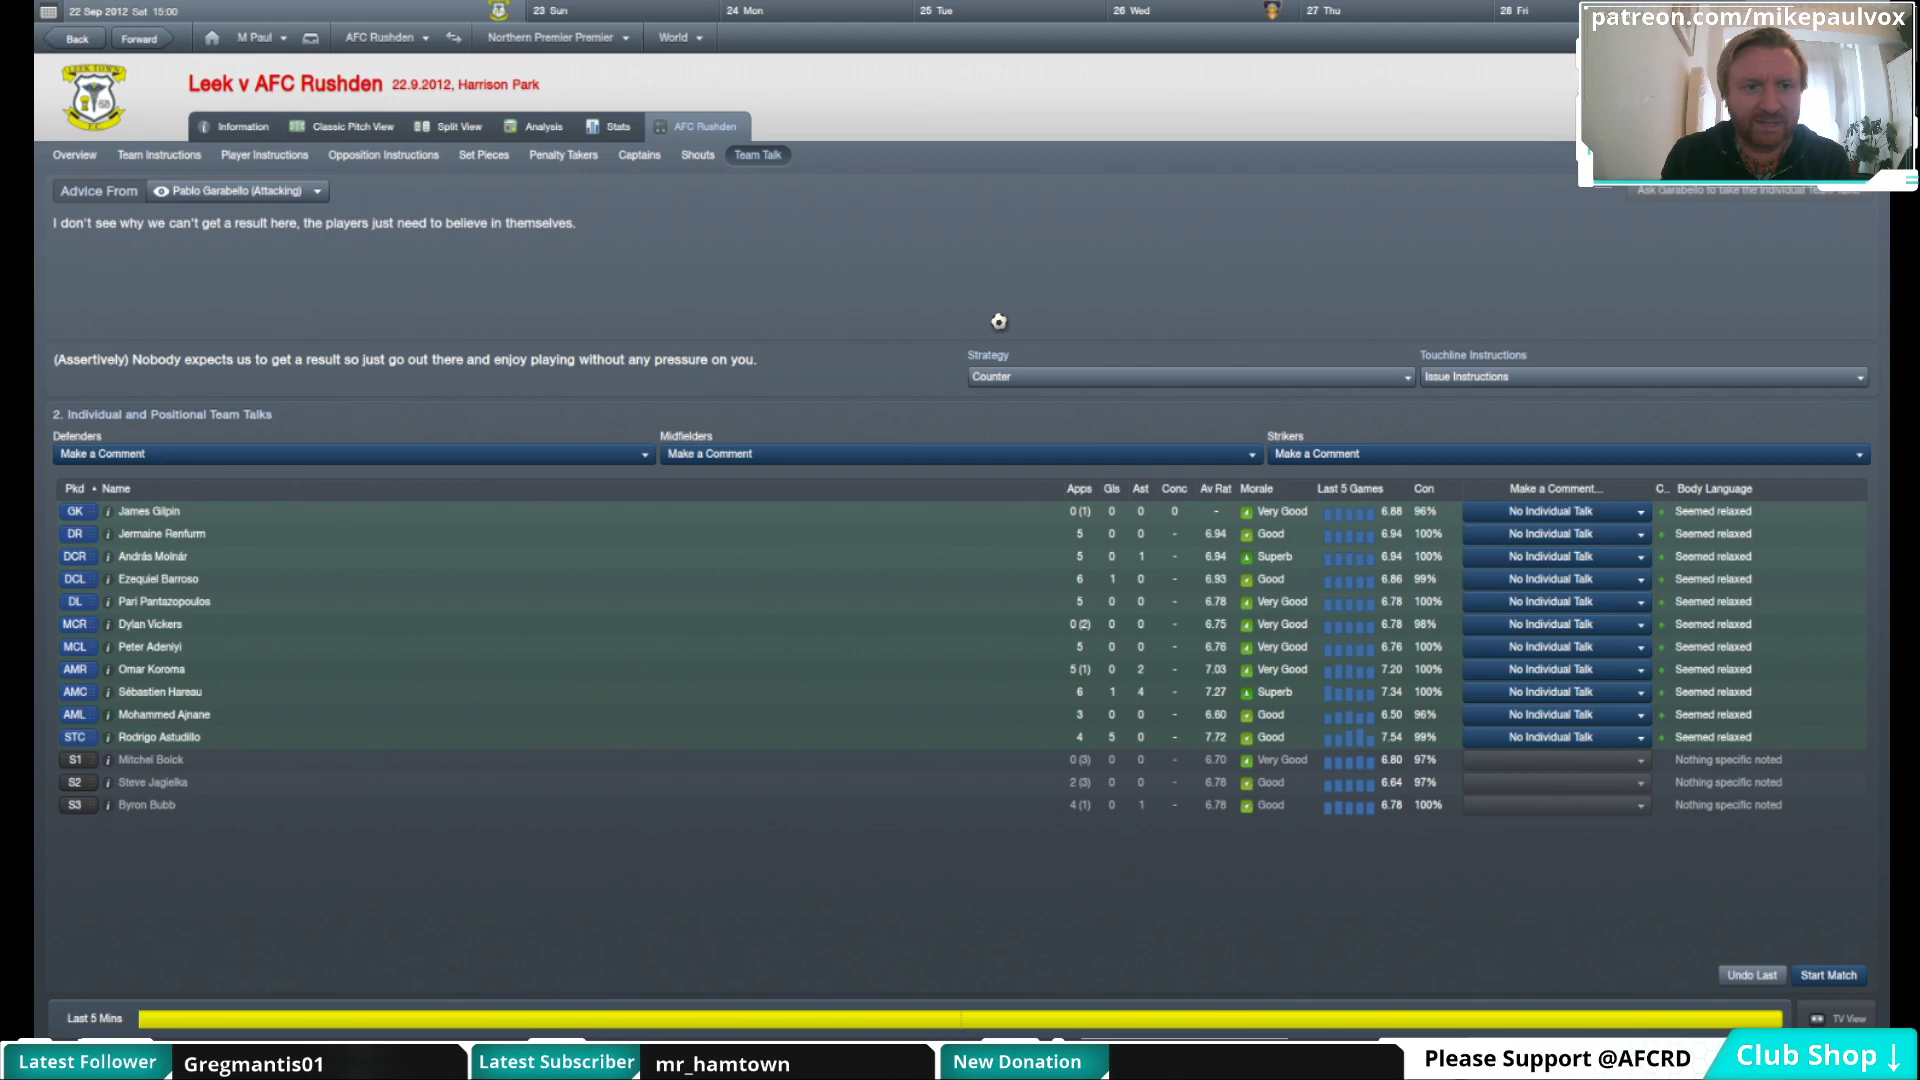 22 Sep 2012 Sat 15:00
23 Sun
24 Mon
25 Tue
26 Wed
27 Thu
28 Fri
patreon.com/mikepaulvox
Back
Forward
M Paul
AFC Rushden
Northern Premier Premier
World
LEEK TOWN
Leek v AFC Rushden 22.9.2012, Harrison Park
Information
Classic Pitch View
Split View
Analysis
Stats
AFC Rushden
Overview
Team Instructions
Player Instructions
Opposition Instructions
Set Pieces
Penalty Takers
Captains
Shouts
Team Talk
Advice From Pablo Garabello (Attacking)
Ask Garabello to take the Individual Team
I don't see why we can't get a result here, the players just need to believe in themselves.
(Assertively) Nobody expects us to get a result so just go out there and enjoy playing without any pressure on you.
Strategy
Counter
Touchline Instructions
Issue Instructions
2. Individual and Positional Team Talks
Defenders
Make a Comment
Midfielders
Make a Comment
Strikers
Make a Comment
Pkd Name Apps Gls Ast Conc Av Rat Morale Last 5 Games Con Make a Comment... C.. Body Language
GK i James Gilpin 0 (1) 0 0 0 - Very Good 6.88 96% No Individual Talk Seemed relaxed
DR i Jermaine Renfurm 5 0 0 - 6.94 Good 6.94 100% No Individual Talk Seemed relaxed
DCR i András Molnár 5 0 1 - 6.94 Superb 6.94 100% No Individual Talk Seemed relaxed
DCL i Ezequiel Barroso 6 1 0 - 6.93 Good 6.86 99% No Individual Talk Seemed relaxed
DL i Pari Pantazopoulos 5 0 0 - 6.78 Very Good 6.78 100% No Individual Talk Seemed relaxed
MCR i Dylan Vickers 0 (2) 0 0 - 6.75 Very Good 6.78 98% No Individual Talk Seemed relaxed
MCL i Peter Adeniyi 5 0 0 - 6.76 Very Good 6.76 100% No Individual Talk Seemed relaxed
AMR i Omar Koroma 5 (1) 0 2 - 7.03 Very Good 7.20 100% No Individual Talk Seemed relaxed
AMC i Sébastien Hareau 6 1 4 - 7.27 Superb 7.34 100% No Individual Talk Seemed relaxed
AML i Mohammed Ajnane 3 0 0 - 6.60 Good 6.50 96% No Individual Talk Seemed relaxed
STC i Rodrigo Astudillo 4 5 0 - 7.72 Good 7.54 99% No Individual Talk Seemed relaxed
S1 i Mitchel Bolck 0 (3) 0 0 - 6.70 Very Good 6.80 97% Nothing specific noted
S2 i Steve Jagielka 2 (3) 0 0 - 6.78 Good 6.64 97% Nothing specific noted
S3 i Byron Bubb 4 (1) 0 1 - 6.78 Good 6.78 100% Nothing specific noted
Undo Last
Start Match
Last 5 Mins
TV View
Latest Follower
Gregmantis01
Latest Subscriber
mr_hamtown
New Donation
Please Support @AFCRD
Club Shop ↓